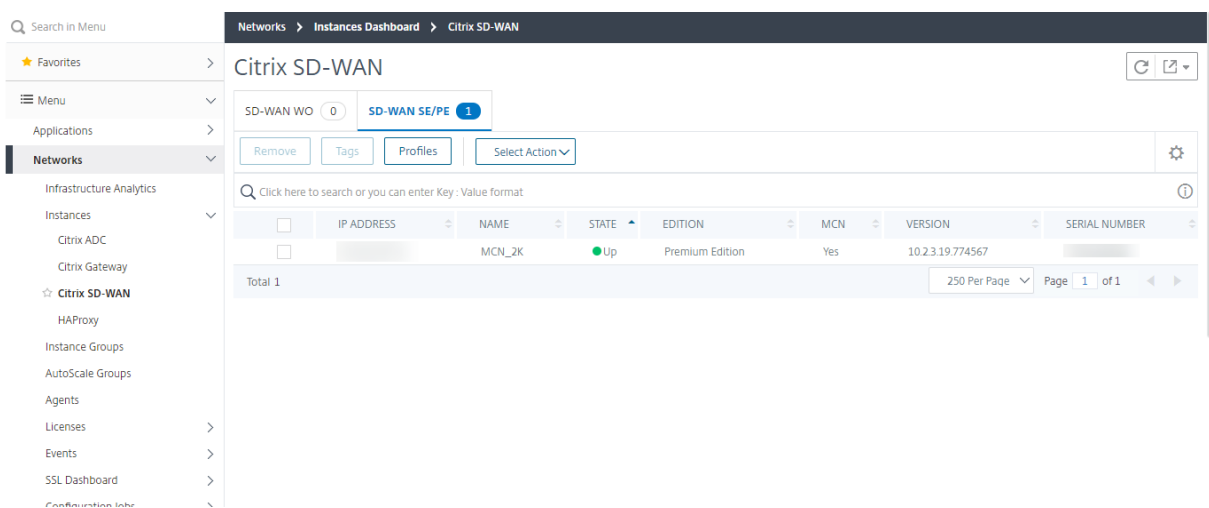 Search in Menu
Favorites
Menu
Applications
Networks
Infrastructure Analytics
Instances
Citrix ADC
Citrix Gateway
Citrix SD-WAN
HAProxy
Instance Groups
AutoScale Groups
Agents
Licenses
Events
SSL Dashboard
Configuration Jobs
Networks > Instances Dashboard > Citrix SD-WAN
Citrix SD-WAN
SD-WAN WO 0 SD-WAN SE/PE 1
Remove Tags Profiles Select Action
Click here to search or you can enter Key : Value format
IP ADDRESS NAME STATE EDITION MCN VERSION SERIAL NUMBER
MCN_2K Up Premium Edition Yes 10.2.3.19.774567
Total 1 250 Per Page Page 1 of 1